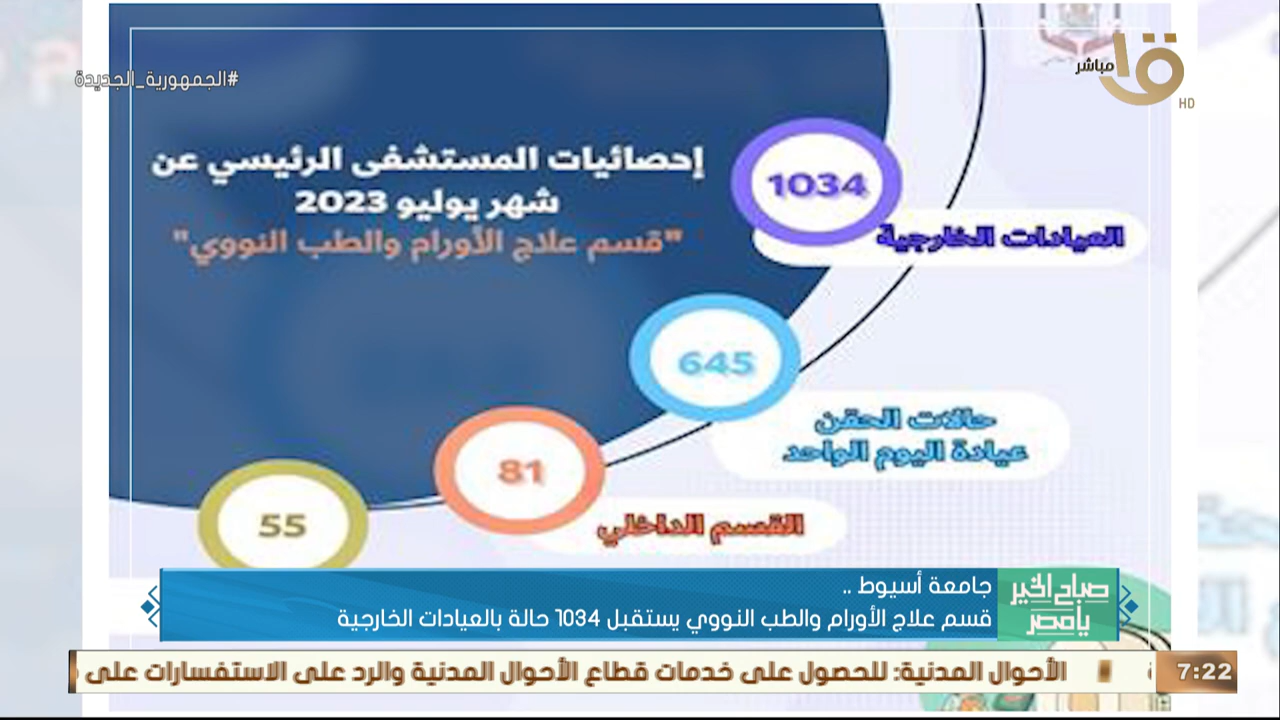 #الجمهورية_الجديدة
مباشر
HD
إحصائيات المستشفى الرئيسي عن
شهر يوليو 2023
"قسم علاج الأورام والطب النووي"
1034
العيادات الخارجية
645
حالات الحقن
عيادة اليوم الواحد
81
القسم الداخلي
55
صباح الخير
يا مصر
جامعة أسيوط ..
قسم علاج الأورام والطب النووي يستقبل 1034 حالة بالعيادات الخارجية
7:22
الأحوال المدنية: للحصول على خدمات قطاع الأحوال المدنية والرد على الاستفسارات على